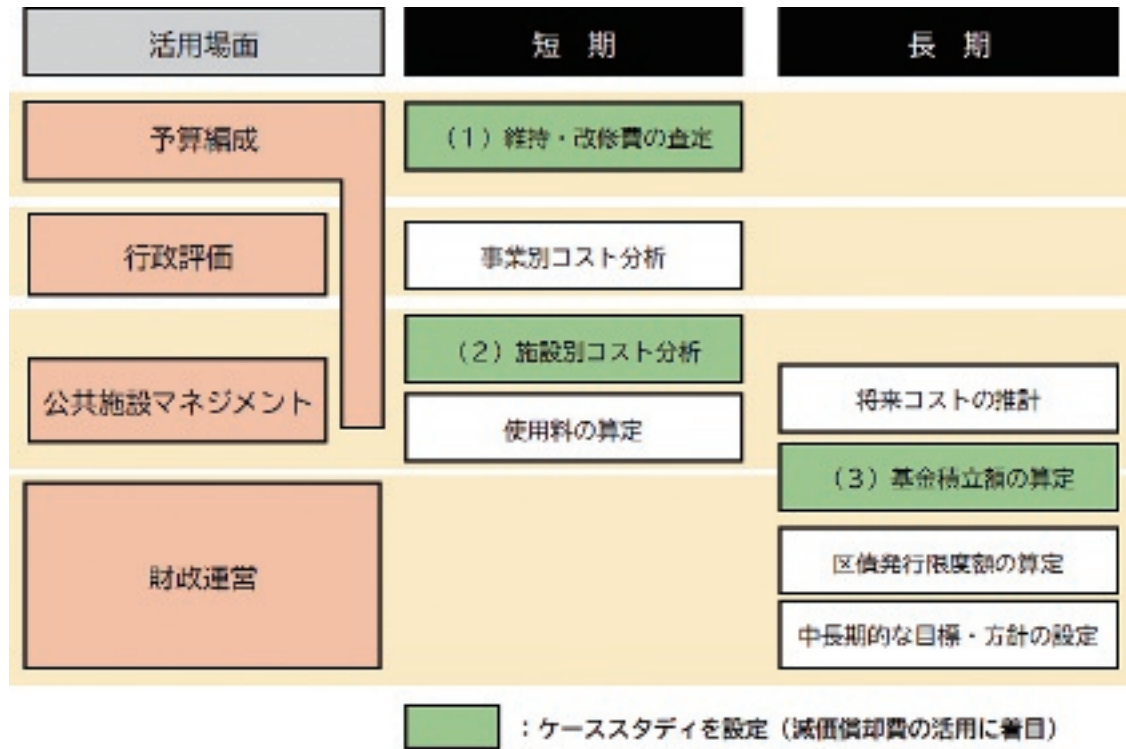 活用場面
短 期
長 期
予算編成
(1)維持・改修費の査定
行政評価
事業別コスト分析
公共施設マネジメント
(2)施設別コスト分析
使用料の算定
将来コストの推計
(3)基金積立額の算定
財政運営
区債発行限度額の算定
中長期的な目標・方針の設定
:ケーススタディを設定(減価償却費の活用に着目)